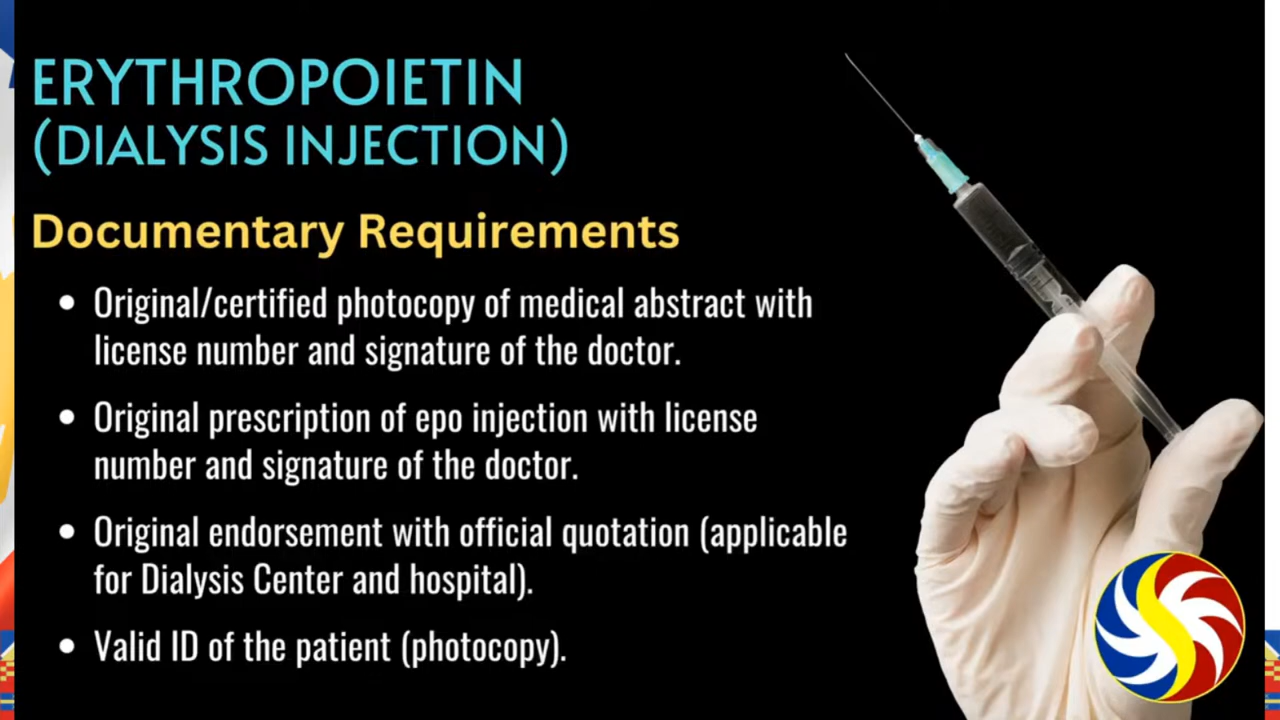 ERYTHROPOIETIN
(DIALYSIS INJECTION)
Documentary Requirements
• Original/certified photocopy of medical abstract with
license number and signature of the doctor.
• Original prescription of epo injection with license
number and signature of the doctor.
• Original endorsement with official quotation (applicable
for Dialysis Center and hospital).
• Valid ID of the patient (photocopy).